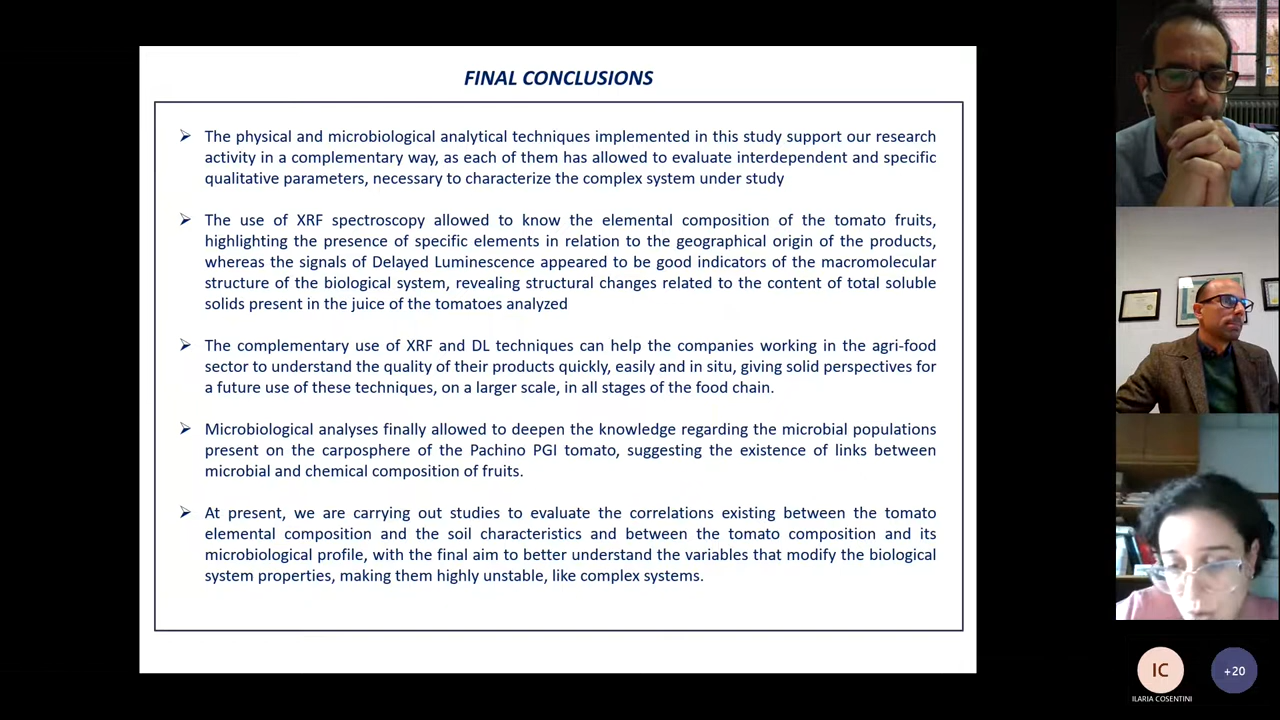 FINAL CONCLUSIONS
➢ The physical and microbiological analytical techniques implemented in this study support our research
activity in a complementary way, as each of them has allowed to evaluate interdependent and specific
qualitative parameters, necessary to characterize the complex system under study
➢ The use of XRF spectroscopy allowed to know the elemental composition of the tomato fruits,
highlighting the presence of specific elements in relation to the geographical origin of the products,
whereas the signals of Delayed Luminescence appeared to be good indicators of the macromolecular
structure of the biological system, revealing structural changes related to the content of total soluble
solids present in the juice of the tomatoes analyzed
➢ The complementary use of XRF and DL techniques can help the companies working in the agri-food
sector to understand the quality of their products quickly, easily and in situ, giving solid perspectives for
a future use of these techniques, on a larger scale, in all stages of the food chain.
➢ Microbiological analyses finally allowed to deepen the knowledge regarding the microbial populations
present on the carposphere of the Pachino PGI tomato, suggesting the existence of links between
microbial and chemical composition of fruits.
➢ At present, we are carrying out studies to evaluate the correlations existing between the tomato
elemental composition and the soil characteristics and between the tomato composition and its
microbiological profile, with the final aim to better understand the variables that modify the biological
system properties, making them highly unstable, like complex systems.
IC
+20
ILARIA COSENTINI